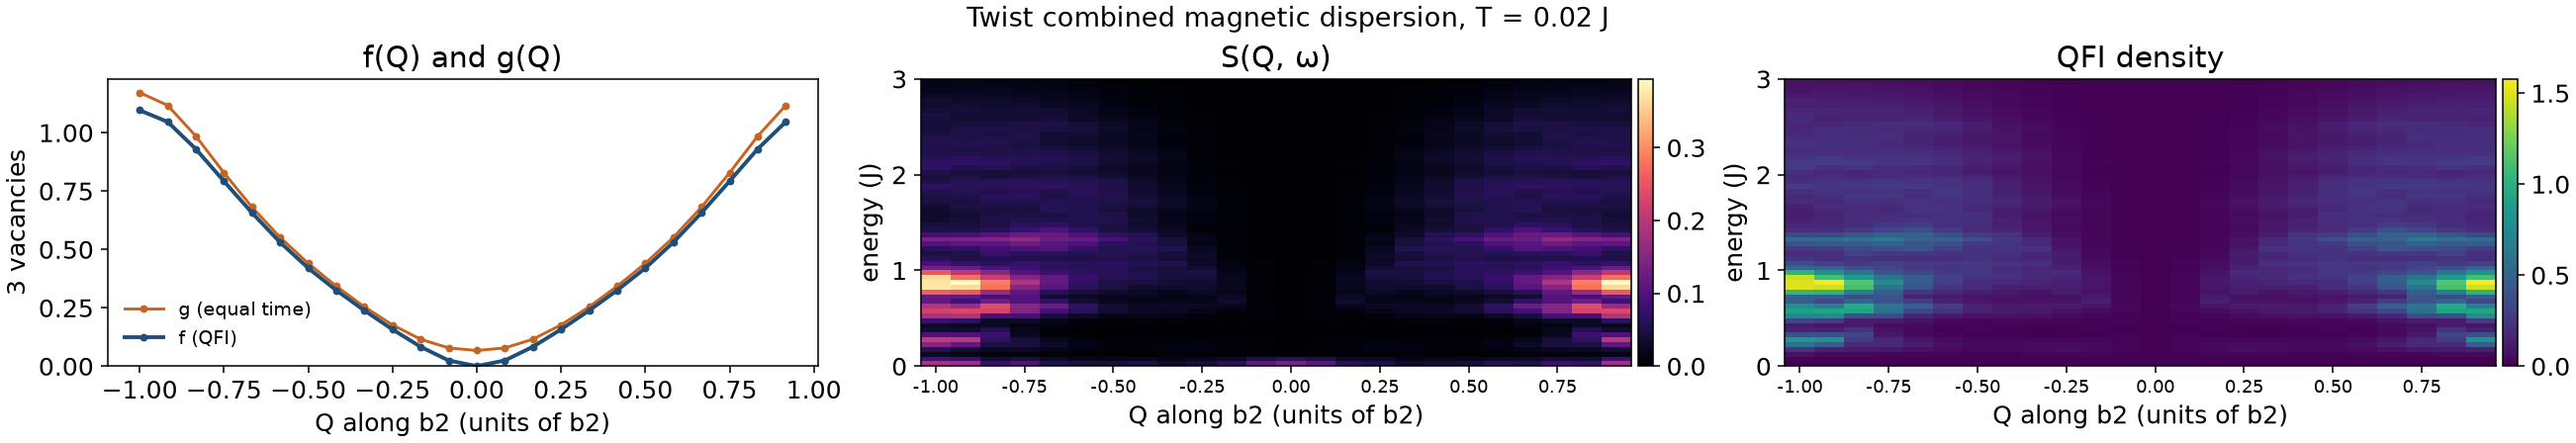 Twist combined magnetic dispersion, T = 0.02 J
f(Q) and g(Q)
3 vacancies
1.00
0.75
0.50
0.25
0.00
g (equal time)
f (QFI)
−1.00 −0.75 −0.50 −0.25 0.00 0.25 0.50 0.75 1.00
Q along b2 (units of b2)
S(Q, ω)
energy (J)
3
2
1
0
-1.00 -0.75 -0.50 -0.25 0.00 0.25 0.50 0.75
Q along b2 (units of b2)
0.3
0.2
0.1
0.0
QFI density
energy (J)
3
2
1
0
-1.00 -0.75 -0.50 -0.25 0.00 0.25 0.50 0.75
Q along b2 (units of b2)
1.5
1.0
0.5
0.0